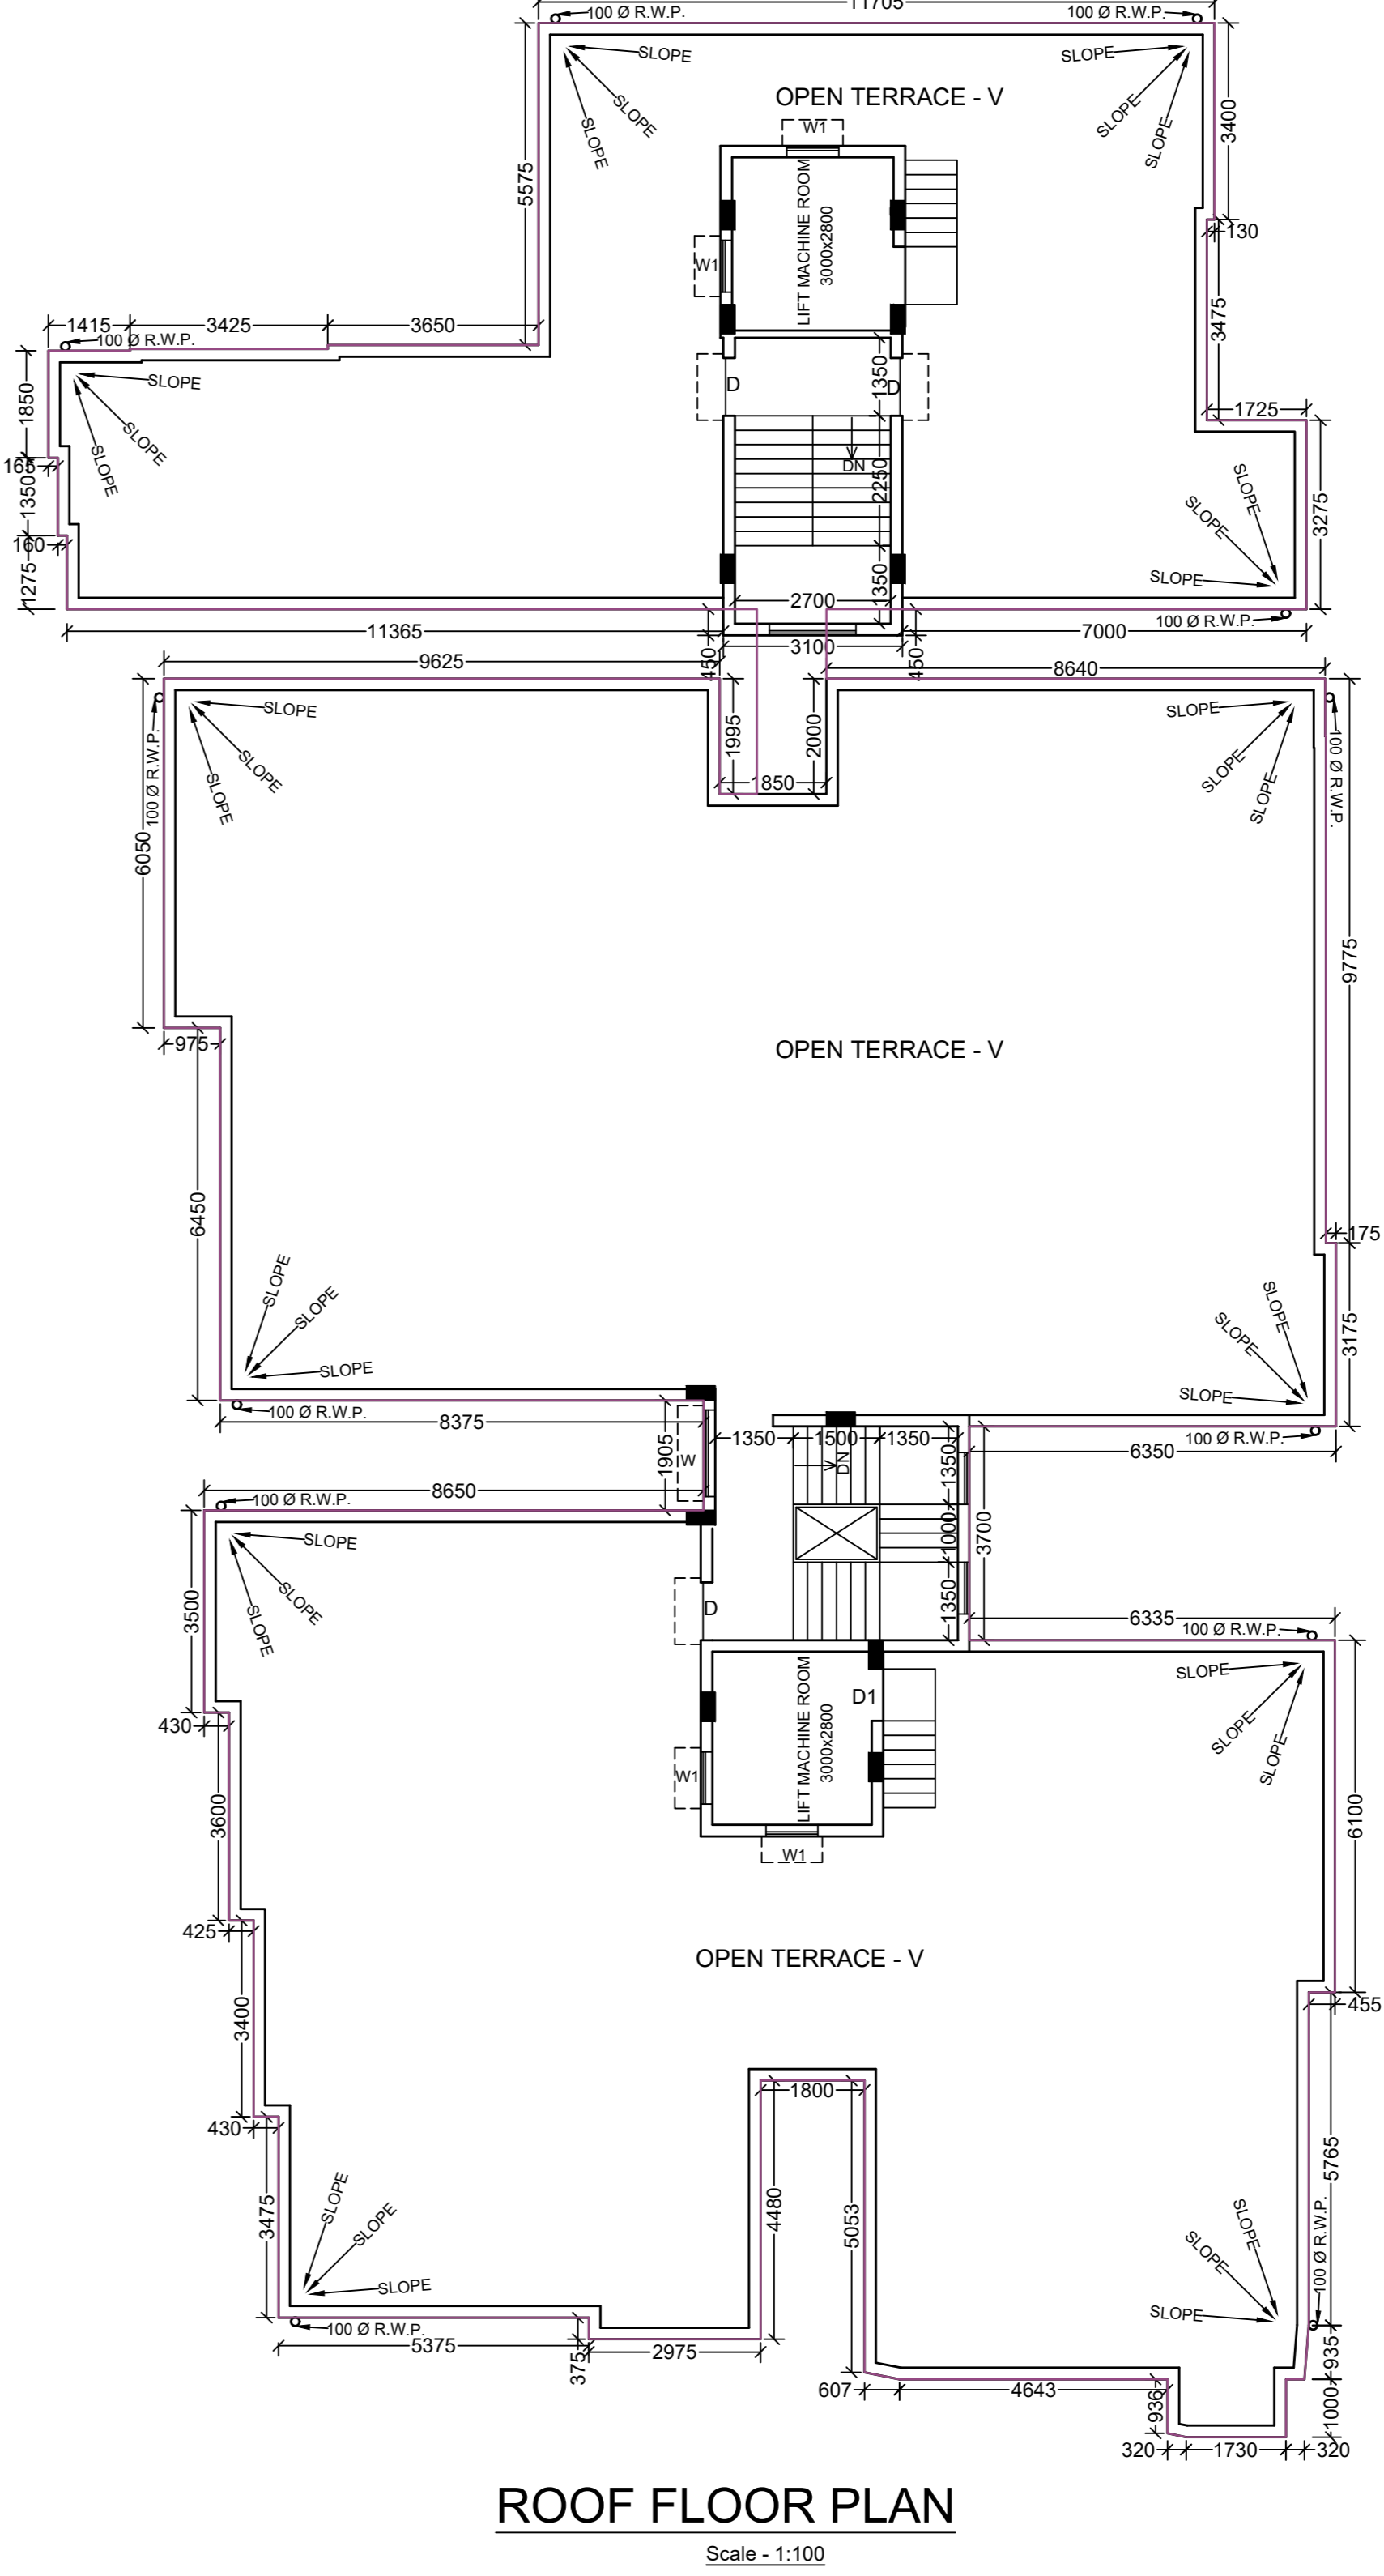 11705
100 Ø R.W.P.
100 Ø R.W.P.
SLOPE
SLOPE
SLOPE
SLOPE
SLOPE
SLOPE
OPEN TERRACE - V
3400
5575
W1
LIFT MACHINE ROOM
3000x2800
W1
130
3475
1415
3425
3650
100 Ø R.W.P.
1850
SLOPE
SLOPE
SLOPE
D
D
1350
1725
165
1350
DN
2250
SLOPE
SLOPE
SLOPE
3275
160
1275
1350
2700
100 Ø R.W.P.
11365
3100
7000
450
450
9625
8640
SLOPE
SLOPE
SLOPE
100 Ø R.W.P.
1995
2000
1850
SLOPE
SLOPE
SLOPE
100 Ø R.W.P.
6050
9775
OPEN TERRACE - V
975
6450
175
SLOPE
SLOPE
SLOPE
SLOPE
SLOPE
SLOPE
3175
100 Ø R.W.P.
8375
1905
W
1350
1500
1350
DN
1350
100 Ø R.W.P.
6350
8650
100 Ø R.W.P.
SLOPE
SLOPE
SLOPE
1000
3700
3500
D
1350
6335
100 Ø R.W.P.
SLOPE
SLOPE
SLOPE
LIFT MACHINE ROOM
3000x2800
D1
430
W1
W1
3600
6100
425
OPEN TERRACE - V
3400
455
430
1800
3475
4480
5053
5765
SLOPE
SLOPE
SLOPE
SLOPE
SLOPE
SLOPE
100 Ø R.W.P.
100 Ø R.W.P.
5375
375
2975
935
607
4643
936
1000
320
1730
320
ROOF FLOOR PLAN
Scale - 1:100